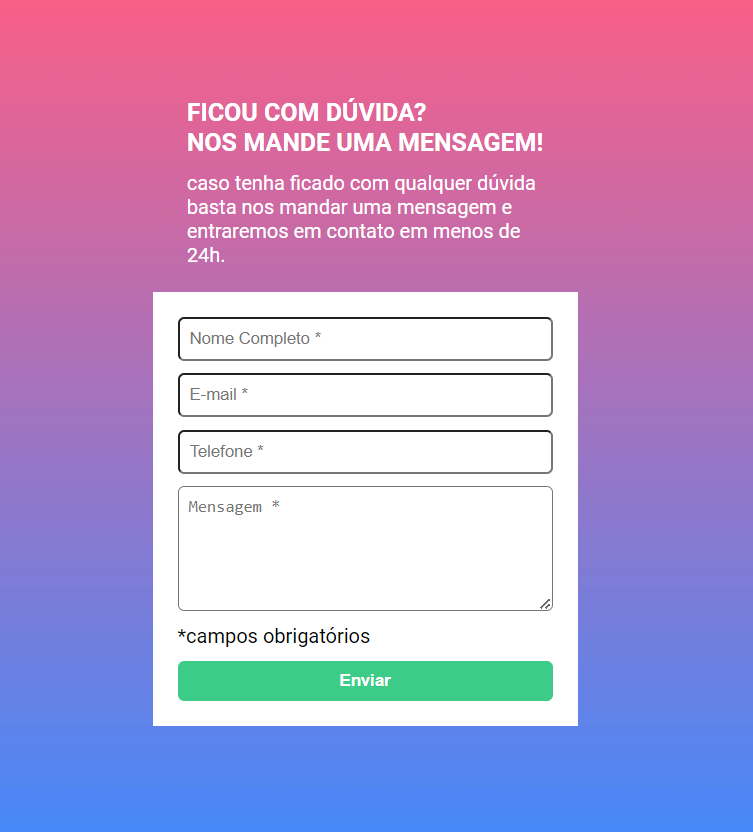 FICOU COM DÚVIDA?
NOS MANDE UMA MENSAGEM!
caso tenha ficado com qualquer dúvida
basta nos mandar uma mensagem e
entraremos em contato em menos de
24h.
Nome Completo *
E-mail *
Telefone *
Mensagem *
*campos obrigatórios
Enviar